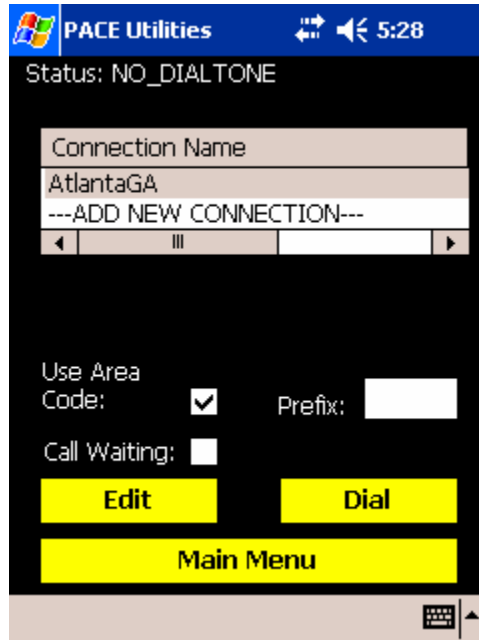 PACE Utilities 5:28
Status: NO_DIALTONE
Connection Name
AtlantaGA
---ADD NEW CONNECTION---
Use Area
Code:
Prefix:
Call Waiting:
Edit Dial
Main Menu